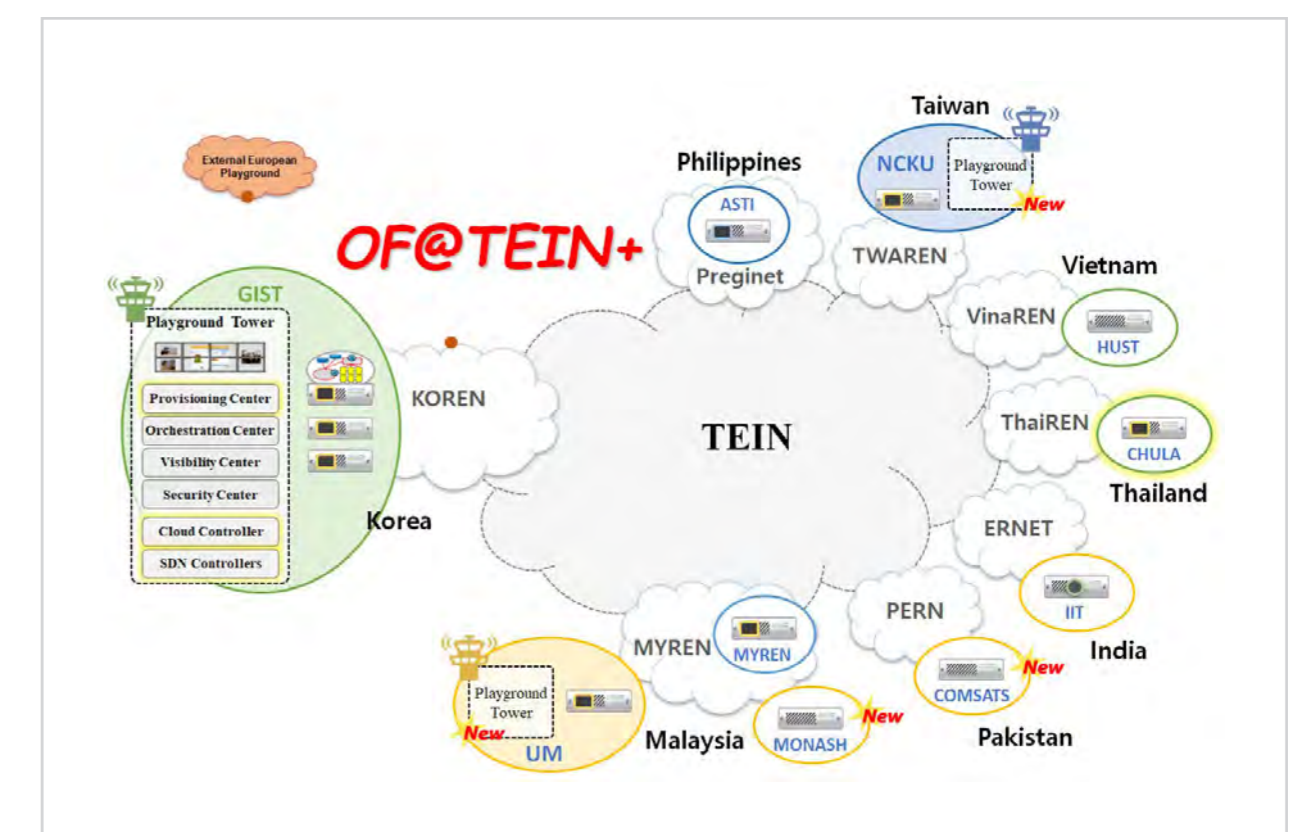 Taiwan
External European
Playground
Philippines
NCKU
Playground
Tower
New
ASTI
OF@TEIN+
Preginet
TWAREN
Vietnam
GIST
VinaREN
HUST
Playground Tower
Provisioning Center
Orchestration Center
Visibility Center
Security Center
Cloud Controller
SDN Controllers
KOREN
Korea
TEIN
ThaiREN
CHULA
Thailand
ERNET
IIT
India
PERN
COMSATS
New
Pakistan
MYREN
MYREN
Playground
Tower
New
UM
Malaysia
MONASH
New